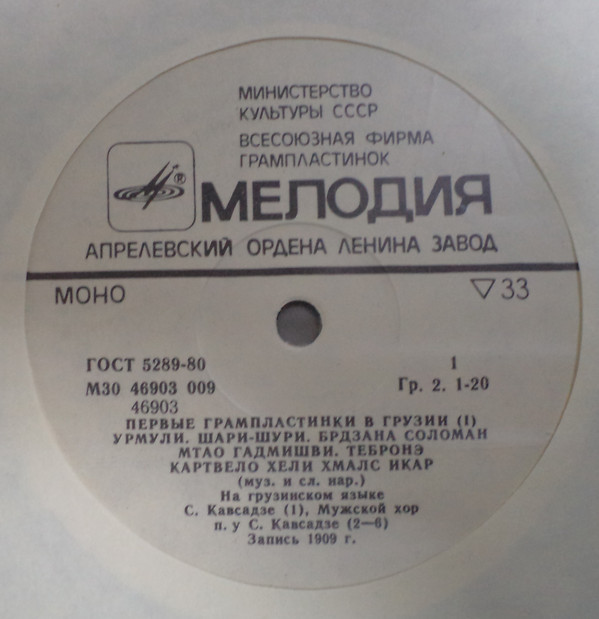 МИНИСТЕРСТВО
КУЛЬТУРЫ СССР
ВСЕСОЮЗНАЯ ФИРМА
ГРАМПЛАСТИНОК
®
МЕЛОДИЯ
АПРЕЛЕВСКИЙ ОРДЕНА ЛЕНИНА ЗАВОД
МОНО ▽33
ГОСТ 5289-80 1
М30 46903 009 Гр. 2. 1-20
46903
ПЕРВЫЕ ГРАМПЛАСТИНКИ В ГРУЗИИ (1)
УРМУЛИ. ШАРИ-ШУРИ. БРДЗАНА СОЛОМАН
МТАО ГАДМИШВИ. ТЕБРОНЭ
КАРТВЕЛО ХЕЛИ ХМАЛС ИКАР
(муз. и сл. нар.)
На грузинском языке
С. Кавсадзе (1), Мужской хор
п. у С. Кавсадзе (2—6)
Запись 1909 г.